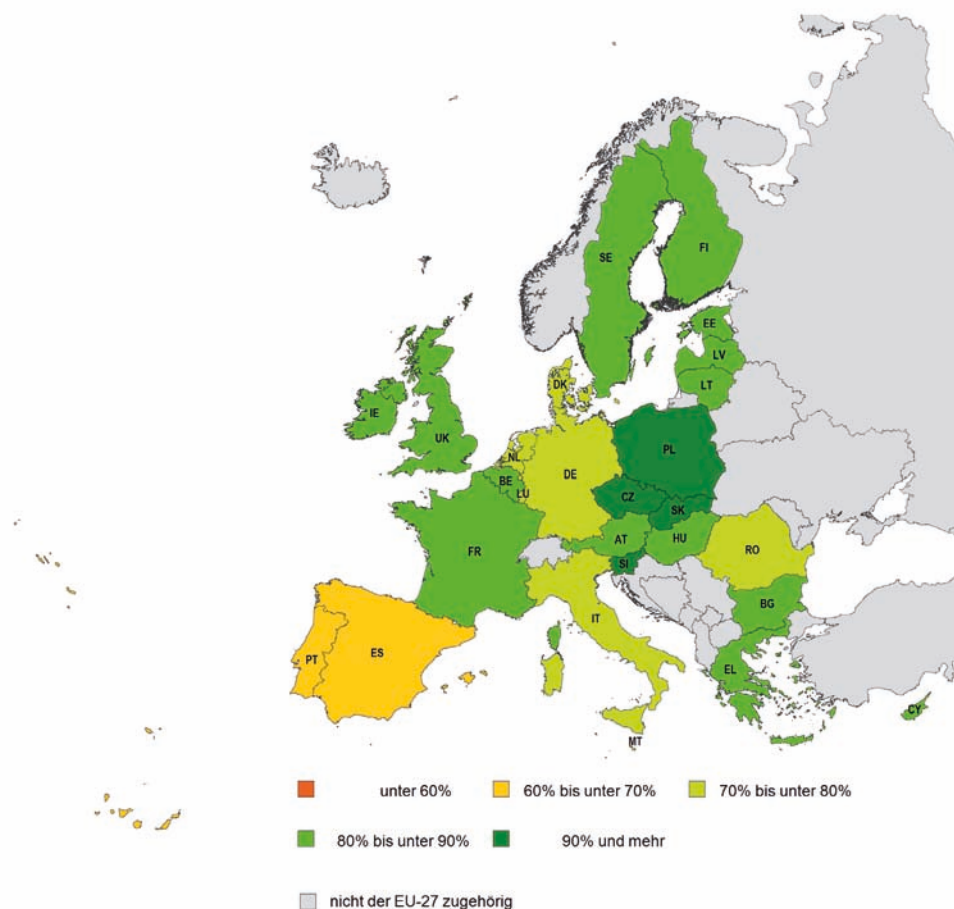 SE
FI
EE
LV
LT
DK
IE
UK
NL
BE
LU
DE
PL
CZ
SK
AT
HU
SI
FR
RO
BG
IT
PT
ES
EL
CY
MT
unter 60%
60% bis unter 70%
70% bis unter 80%
80% bis unter 90%
90% und mehr
nicht der EU-27 zugehörig